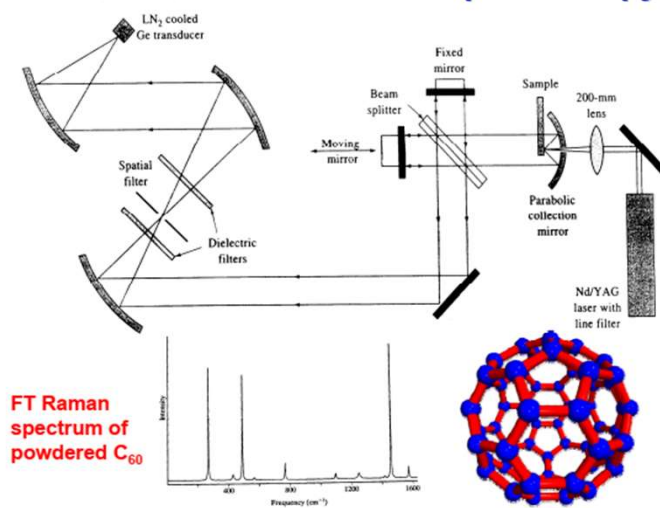 LN2 cooled
Ge transducer
Fixed
mirror
Beam
splitter
Sample
200-mm
lens
Moving
mirror
Spatial
filter
Parabolic
collection
mirror
Dielectric
filters
Nd/YAG
laser with
line filter
FT Raman
spectrum of
powdered C60
Intensity
400
800
1200
1600
Frequency (cm⁻¹)